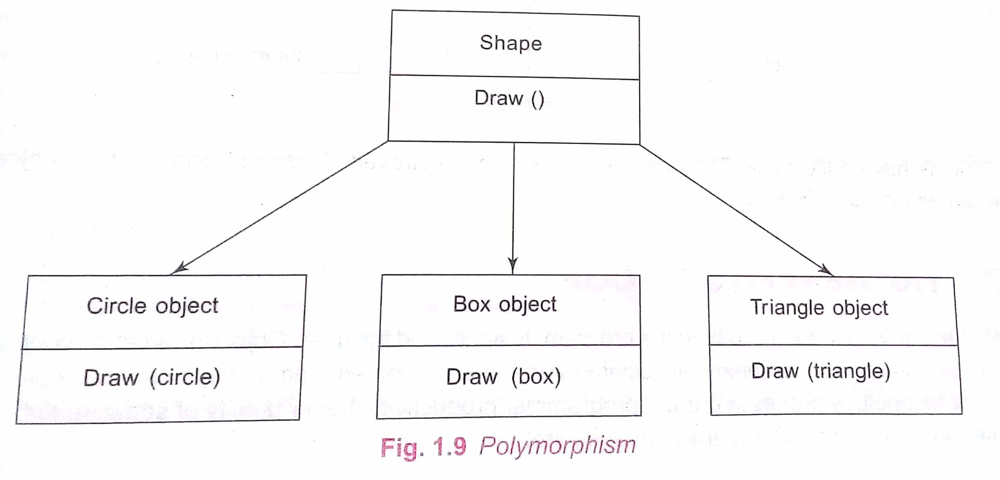 Shape
Draw ()
Circle object
Box object
Triangle object
Draw (circle)
Draw (box)
Draw (triangle)
Fig. 1.9 Polymorphism